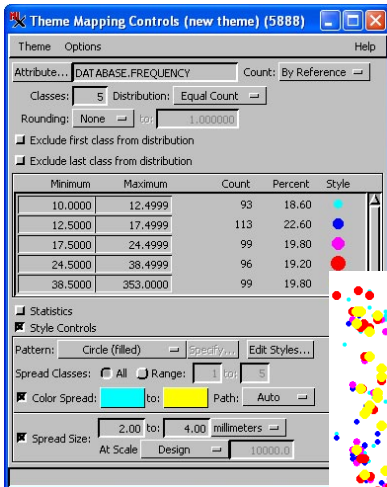 Theme Mapping Controls (new theme) (5888)
Theme Options Help
Attribute... DATABASE.FREQUENCY Count: By Reference
Classes: 5 Distribution: Equal Count
Rounding: None to: 1.000000
Exclude first class from distribution
Exclude last class from distribution
Minimum Maximum Count Percent Style
10.0000 12.4999 93 18.60
12.5000 17.4999 113 22.60
17.5000 24.4999 99 19.80
24.5000 38.4999 96 19.20
38.5000 353.0000 99 19.80
Statistics
Style Controls
Pattern: Circle (filled) Specify... Edit Styles...
Spread Classes: All Range: 1 to: 5
Color Spread: to: Path: Auto
Spread Size: 2.00 to: 4.00 millimeters
At Scale Design 10000.0